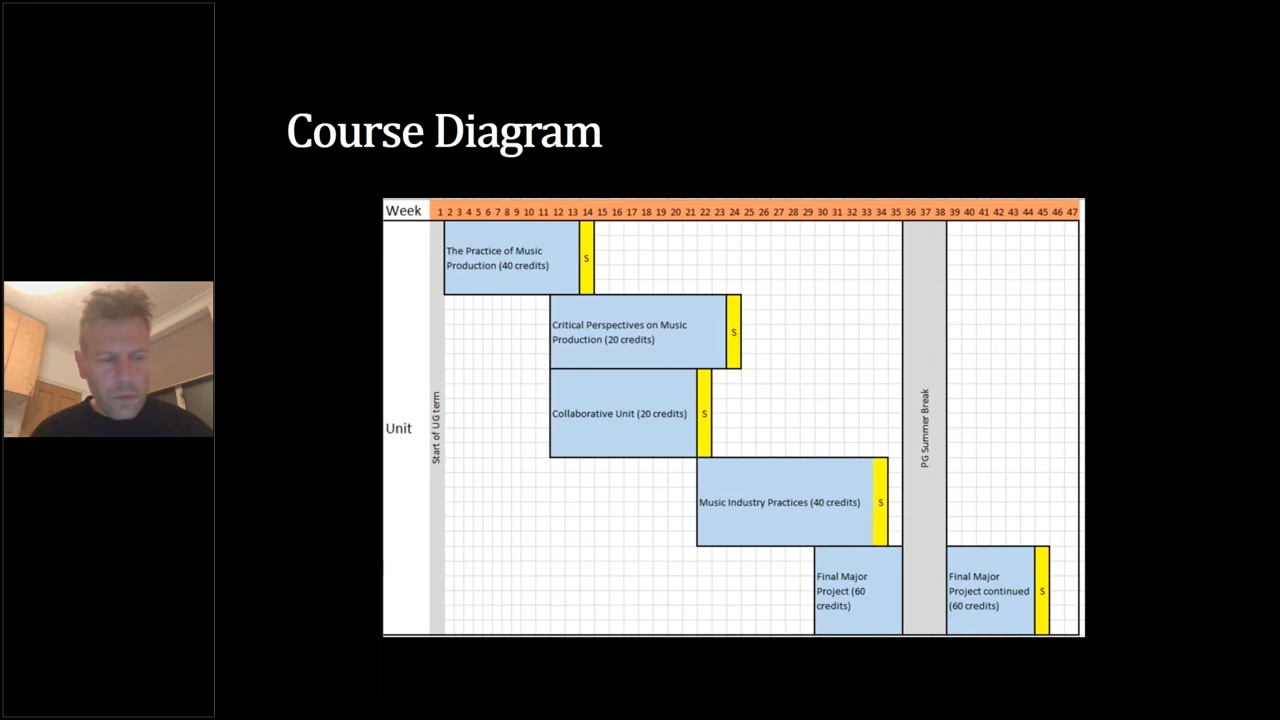 Course Diagram
Week 1 2 3 4 5 6 7 8 9 10 11 12 13 14 15 16 17 18 19 20 21 22 23 24 25 26 27 28 29 30 31 32 33 34 35 36 37 38 39 40 41 42 43 44 45 46 47
Unit
Start of UG term
The Practice of Music
Production (40 credits)
S
Critical Perspectives on Music
Production (20 credits)
S
Collaborative Unit (20 credits)
S
Music Industry Practices (40 credits)
S
Final Major
Project (60
credits)
PG Summer Break
Final Major
Project continued
(60 credits)
S